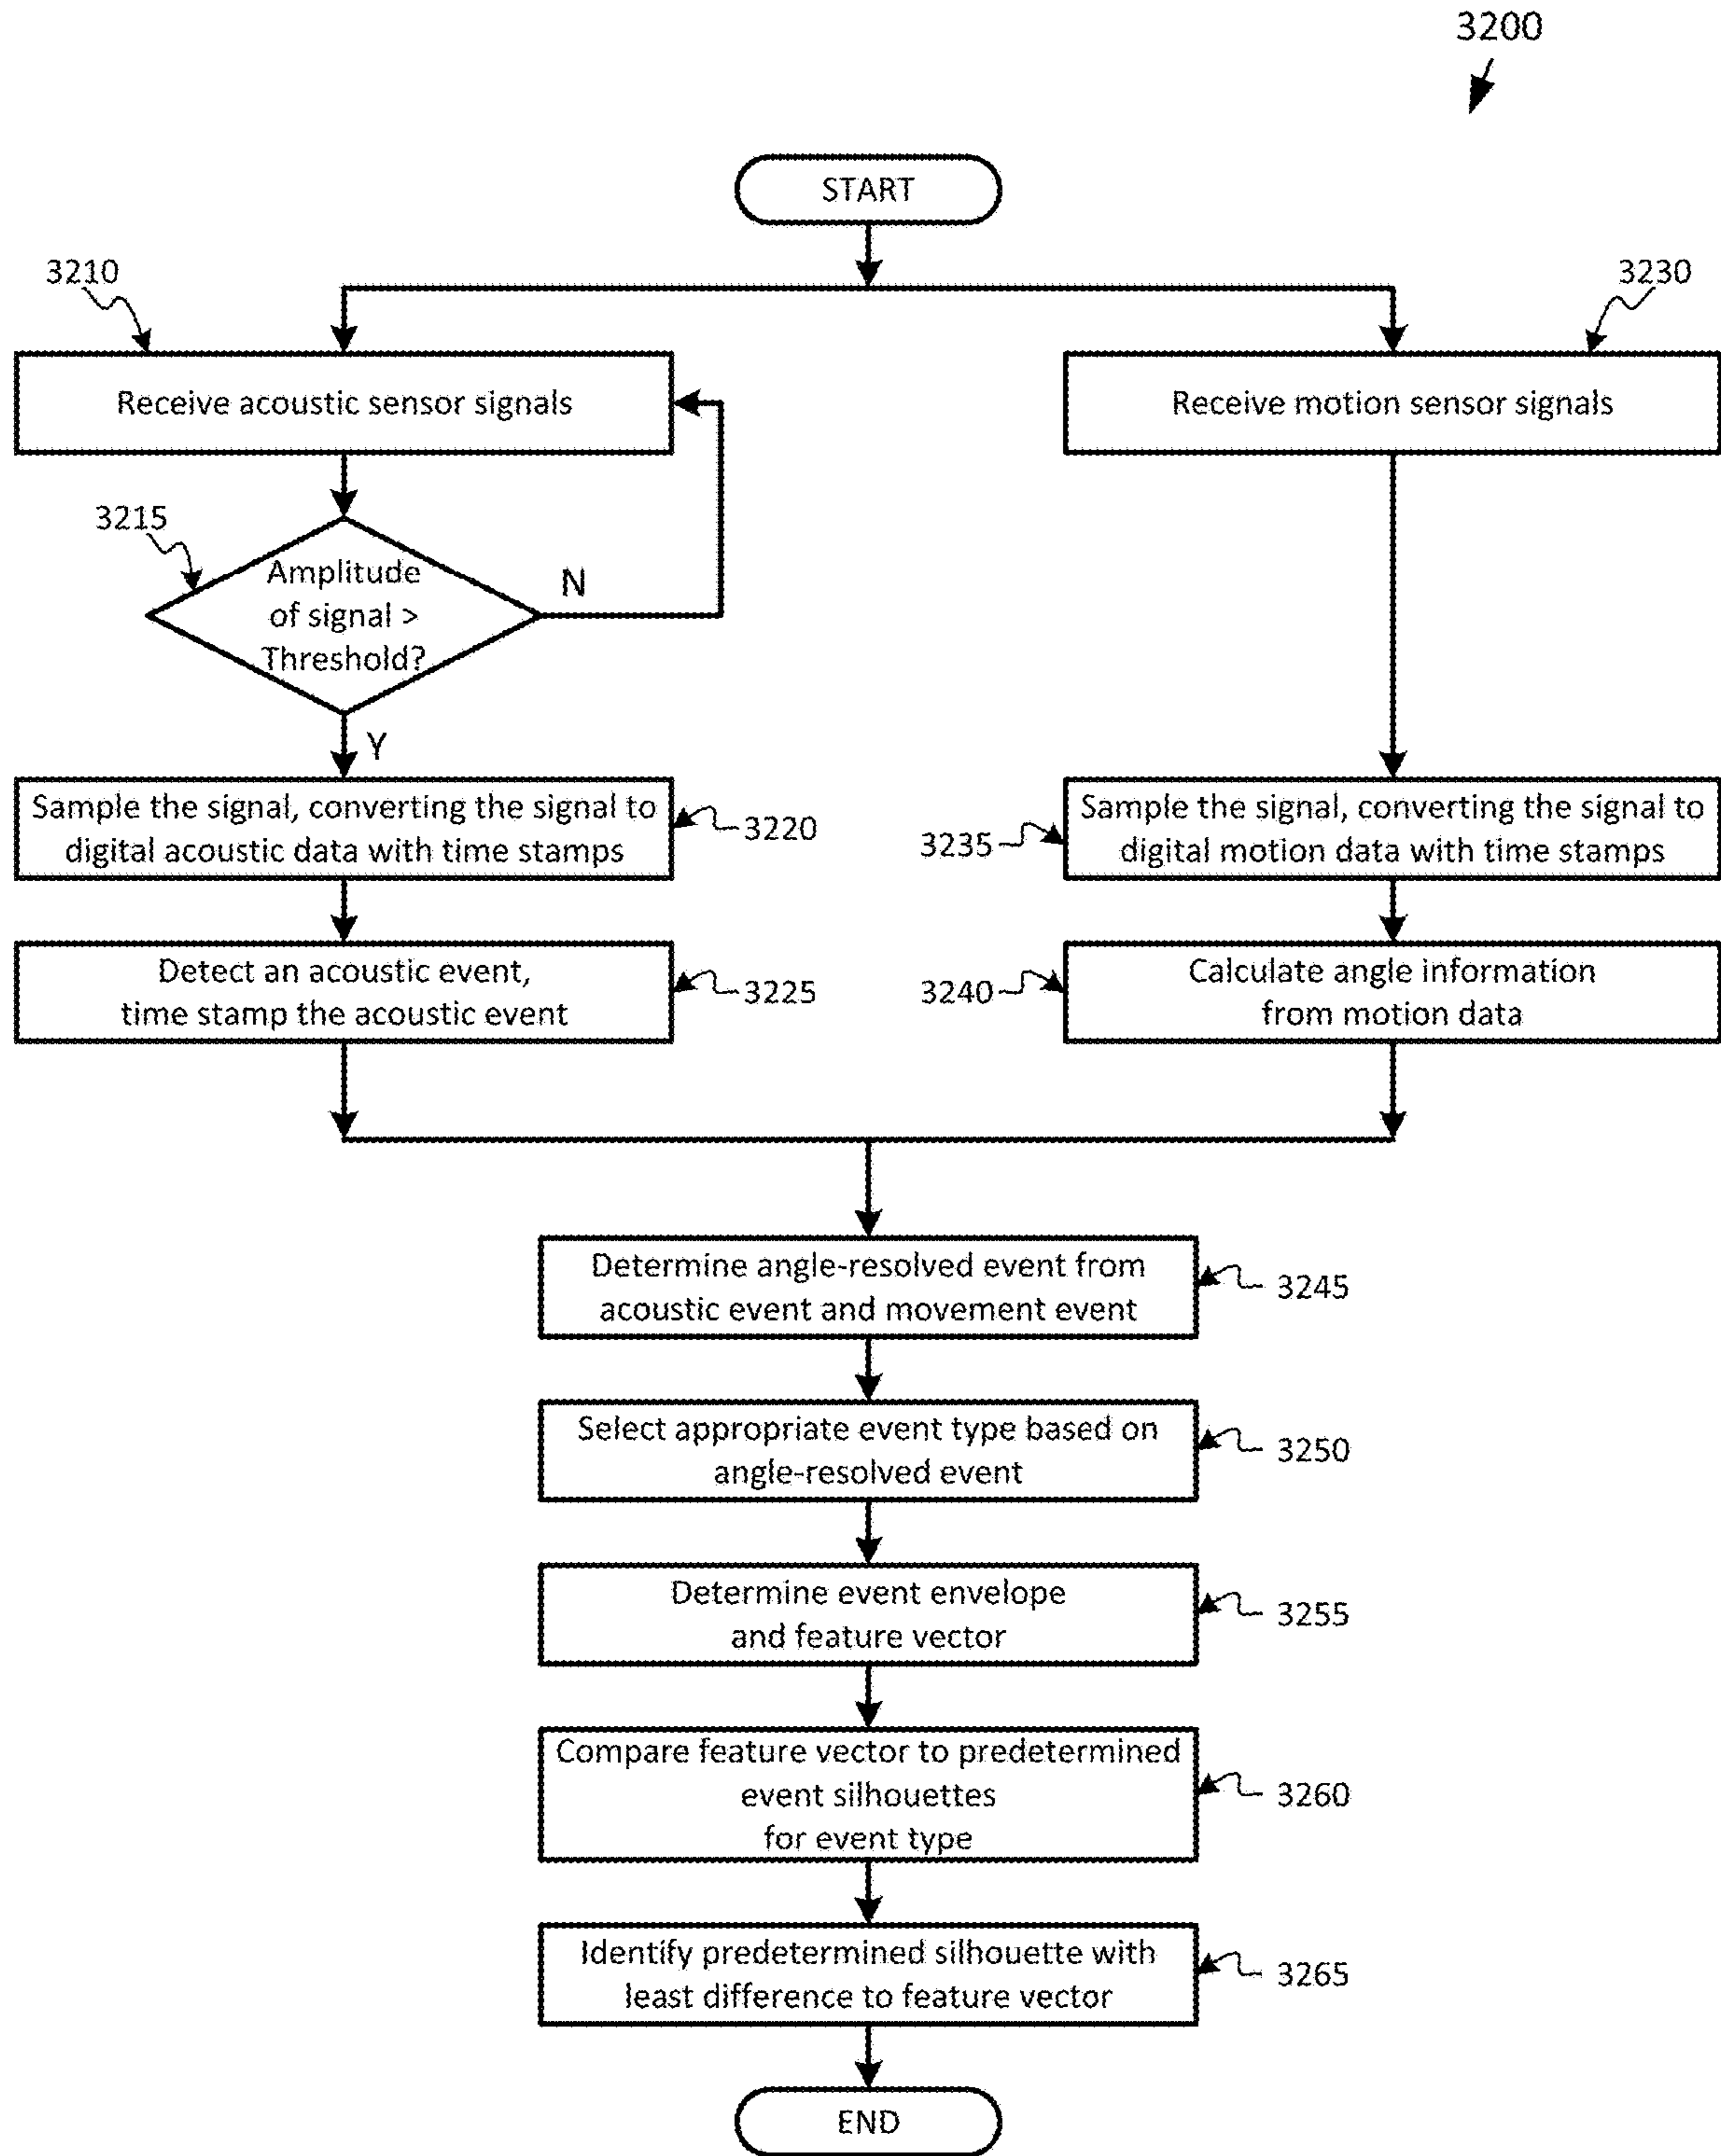 3200
START
3210
3230
Receive acoustic sensor signals
Receive motion sensor signals
3215
Amplitude
of signal >
Threshold?
N
Y
Sample the signal, converting the signal to
digital acoustic data with time stamps
3220
3235
Sample the signal, converting the signal to
digital motion data with time stamps
Detect an acoustic event,
time stamp the acoustic event
3225
3240
Calculate angle information
from motion data
Determine angle-resolved event from
acoustic event and movement event
3245
Select appropriate event type based on
angle-resolved event
3250
Determine event envelope
and feature vector
3255
Compare feature vector to predetermined
event silhouettes
for event type
3260
Identify predetermined silhouette with
least difference to feature vector
3265
END